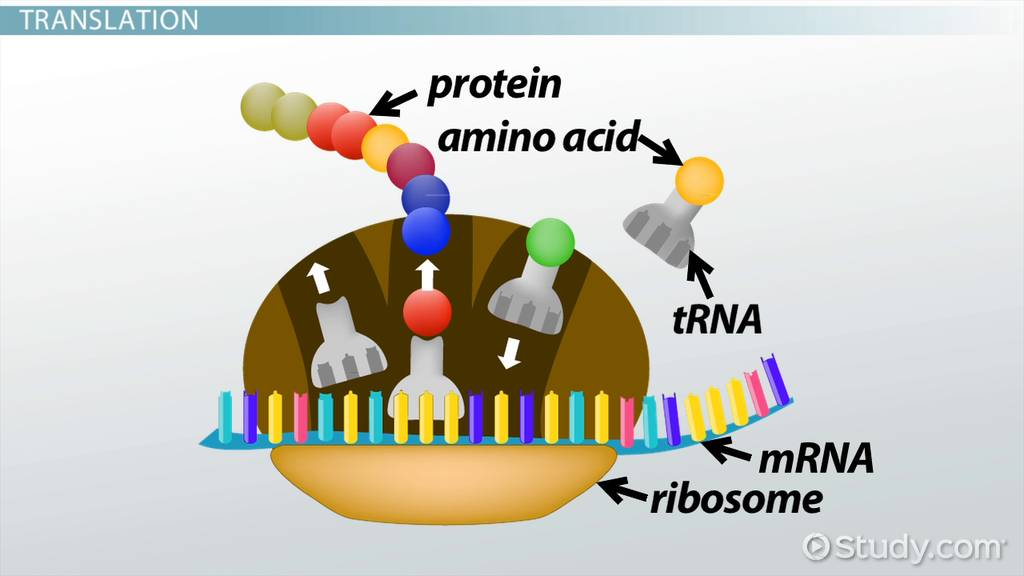 TRANSLATION
protein
amino acid
tRNA
mRNA
ribosome
Study.com